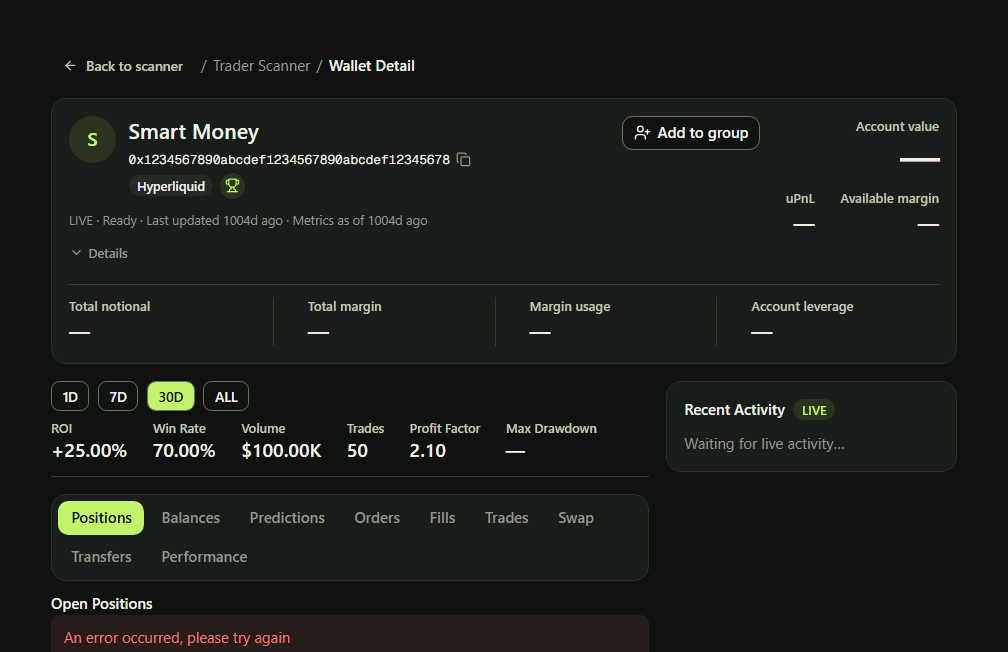 Back to scanner / Trader Scanner / Wallet Detail
S
Smart Money
0x1234567890abcdef1234567890abcdef12345678
Hyperliquid
LIVE · Ready · Last updated 1004d ago · Metrics as of 1004d ago
Details
Add to group
Account value
—
uPnL
—
Available margin
—
Total notional
—
Total margin
—
Margin usage
—
Account leverage
—
1D 7D 30D ALL
ROI
+25.00%
Win Rate
70.00%
Volume
$100.00K
Trades
50
Profit Factor
2.10
Max Drawdown
—
Recent Activity LIVE
Waiting for live activity...
Positions Balances Predictions Orders Fills Trades Swap
Transfers Performance
Open Positions
An error occurred, please try again